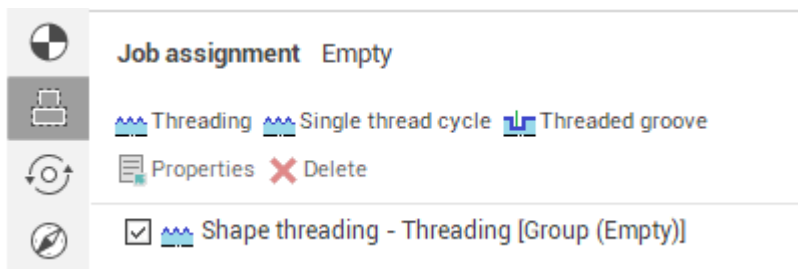 Job assignment Empty
Threading Single thread cycle Threaded groove
Properties Delete
Shape threading - Threading [Group (Empty)]